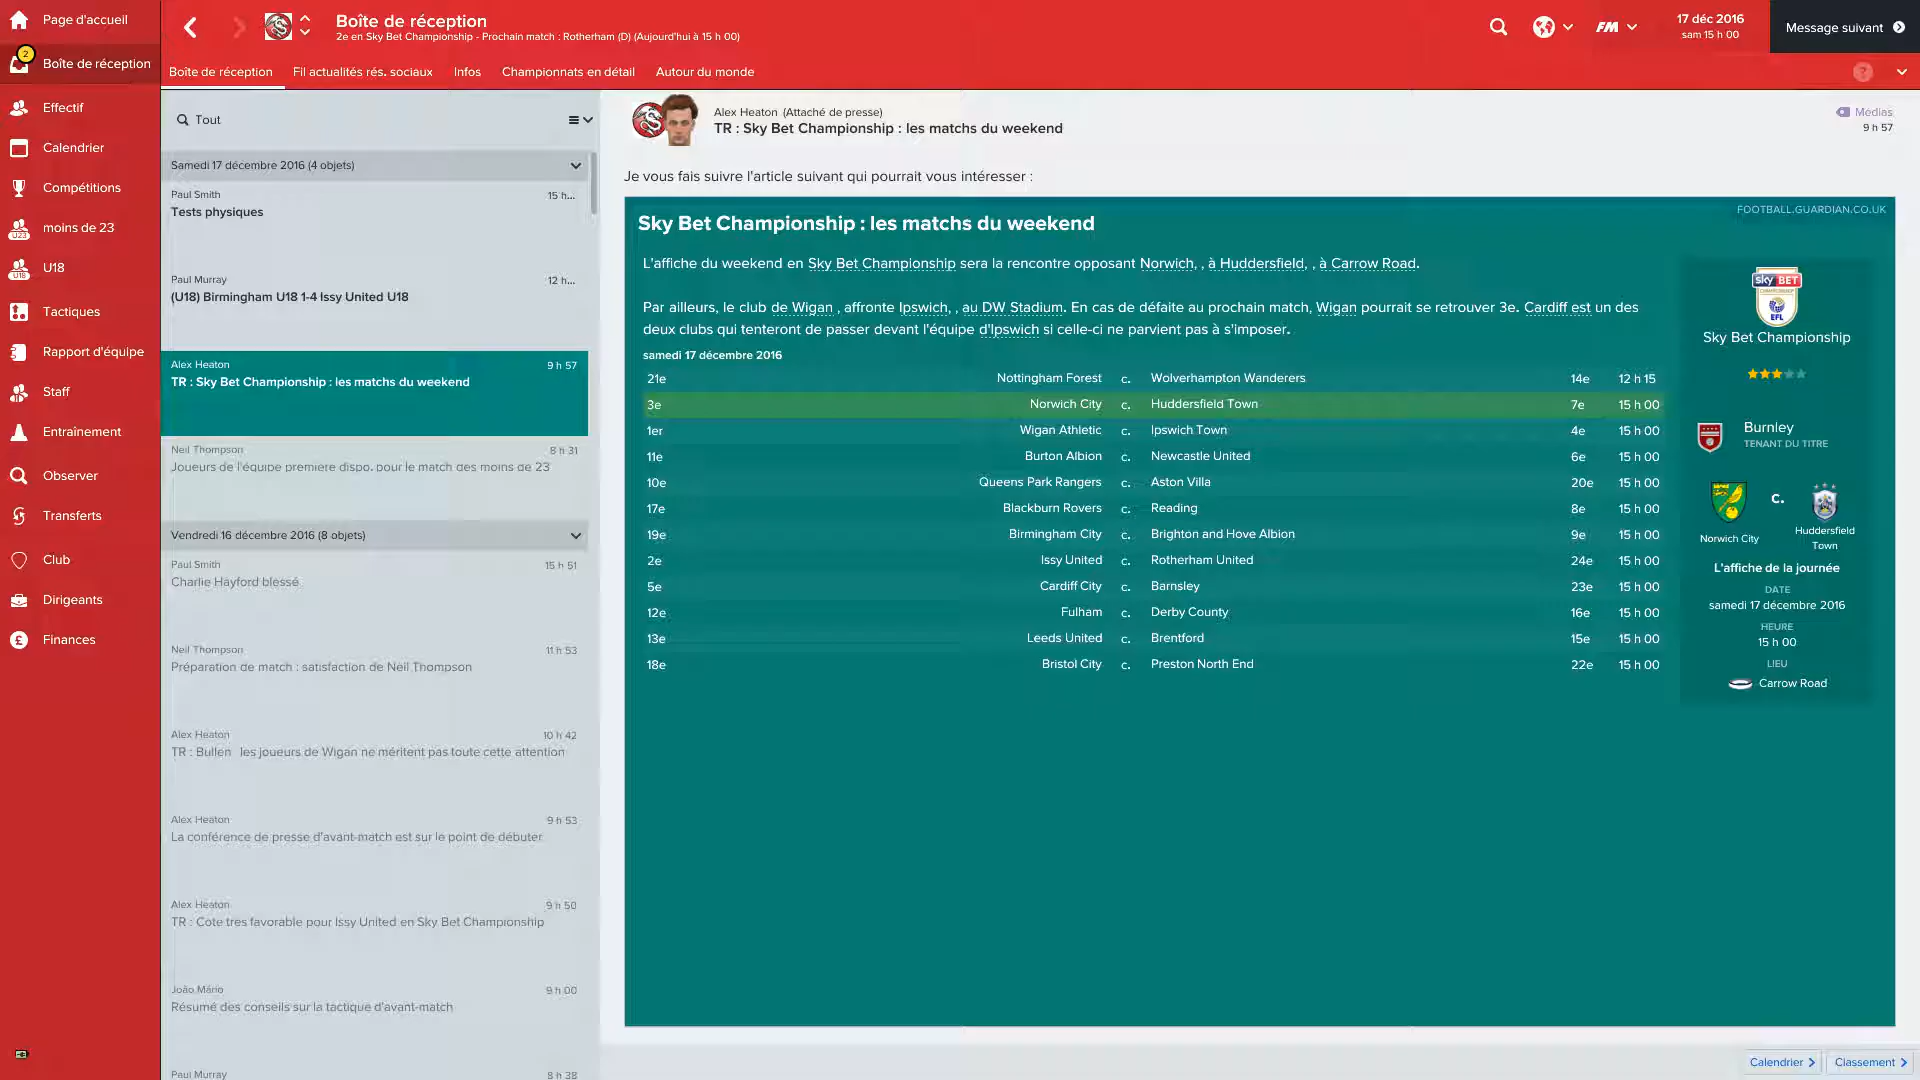 Page d'accueil
2
Boîte de réception
Effectif
Calendrier
Compétitions
U23
moins de 23
U18
U18
Tactiques
Rapport d'équipe
Staff
Entraînement
Observer
Transferts
Club
Dirigeants
Finances
Boîte de réception
2e en Sky Bet Championship - Prochain match : Rotherham (D) (Aujourd'hui à 15 h 00)
FM
17 déc 2016
sam 15 h 00
Message suivant
Boîte de réception
Fil actualités rés. sociaux
Infos
Championnats en détail
Autour du monde
?
Tout
Samedi 17 décembre 2016 (4 objets)
Paul Smith 15 h...
Tests physiques
Paul Murray 12 h...
(U18) Birmingham U18 1-4 Issy United U18
Alex Heaton 9 h 57
TR : Sky Bet Championship : les matchs du weekend
Neil Thompson 8 h 31
Joueurs de l'équipe premiere dispo. pour le match des moins de 23
Vendredi 16 décembre 2016 (8 objets)
Paul Smith 15 h 51
Charlie Hayford blessé
Neil Thompson 11 h 53
Préparation de match : satisfaction de Neil Thompson
Alex Heaton 10 h 42
TR : Bullen les joueurs de Wigan ne méritent pas toute cette attention
Alex Heaton 9 h 53
La conférence de presse d'avant-match est sur le point de débuter
Alex Heaton 9 h 50
TR : Cote tres favorable pour Issy United en Sky Bet Championship
João Mário 9 h 00
Résumé des conseils sur la tactique d'avant-match
Paul Murray 8 h 38
Alex Heaton (Attaché de presse)
TR : Sky Bet Championship : les matchs du weekend
Médias
9 h 57
Je vous fais suivre l'article suivant qui pourrait vous intéresser :
FOOTBALL.GUARDIAN.CO.UK
Sky Bet Championship : les matchs du weekend
L'affiche du weekend en Sky Bet Championship sera la rencontre opposant Norwich, , à Huddersfield, , à Carrow Road.
Par ailleurs, le club de Wigan , affronte Ipswich, , au DW Stadium. En cas de défaite au prochain match, Wigan pourrait se retrouver 3e. Cardiff est un des
deux clubs qui tenteront de passer devant l'équipe d'Ipswich si celle-ci ne parvient pas à s'imposer.
samedi 17 décembre 2016
21e Nottingham Forest c. Wolverhampton Wanderers 14e 12 h 15
3e Norwich City c. Huddersfield Town 7e 15 h 00
1er Wigan Athletic c. Ipswich Town 4e 15 h 00
11e Burton Albion c. Newcastle United 6e 15 h 00
10e Queens Park Rangers c. Aston Villa 20e 15 h 00
17e Blackburn Rovers c. Reading 8e 15 h 00
19e Birmingham City c. Brighton and Hove Albion 9e 15 h 00
2e Issy United c. Rotherham United 24e 15 h 00
5e Cardiff City c. Barnsley 23e 15 h 00
12e Fulham c. Derby County 16e 15 h 00
13e Leeds United c. Brentford 15e 15 h 00
18e Bristol City c. Preston North End 22e 15 h 00
sky BET
CHAMPIONSHIP
EFL
Sky Bet Championship
Burnley
TENANT DU TITRE
c.
Norwich City
Huddersfield
Town
L'affiche de la journée
DATE
samedi 17 décembre 2016
HEURE
15 h 00
LIEU
Carrow Road
Calendrier
Classement